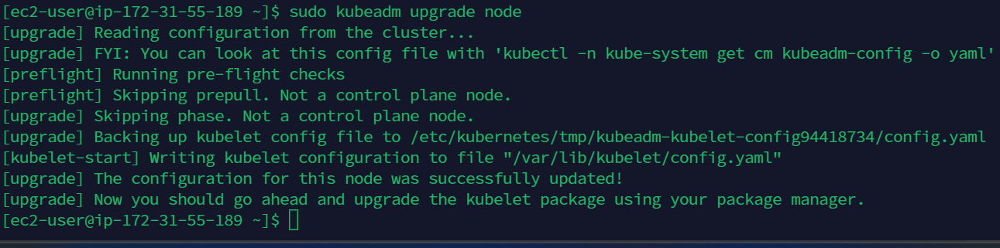 [ec2-user@ip-172-31-55-189 ~]$ sudo kubeadm upgrade node
[upgrade] Reading configuration from the cluster...
[upgrade] FYI: You can look at this config file with 'kubectl -n kube-system get cm kubeadm-config -o yaml'
[preflight] Running pre-flight checks
[preflight] Skipping prepull. Not a control plane node.
[upgrade] Skipping phase. Not a control plane node.
[upgrade] Backing up kubelet config file to /etc/kubernetes/tmp/kubeadm-kubelet-config94418734/config.yaml
[kubelet-start] Writing kubelet configuration to file "/var/lib/kubelet/config.yaml"
[upgrade] The configuration for this node was successfully updated!
[upgrade] Now you should go ahead and upgrade the kubelet package using your package manager.
[ec2-user@ip-172-31-55-189 ~]$